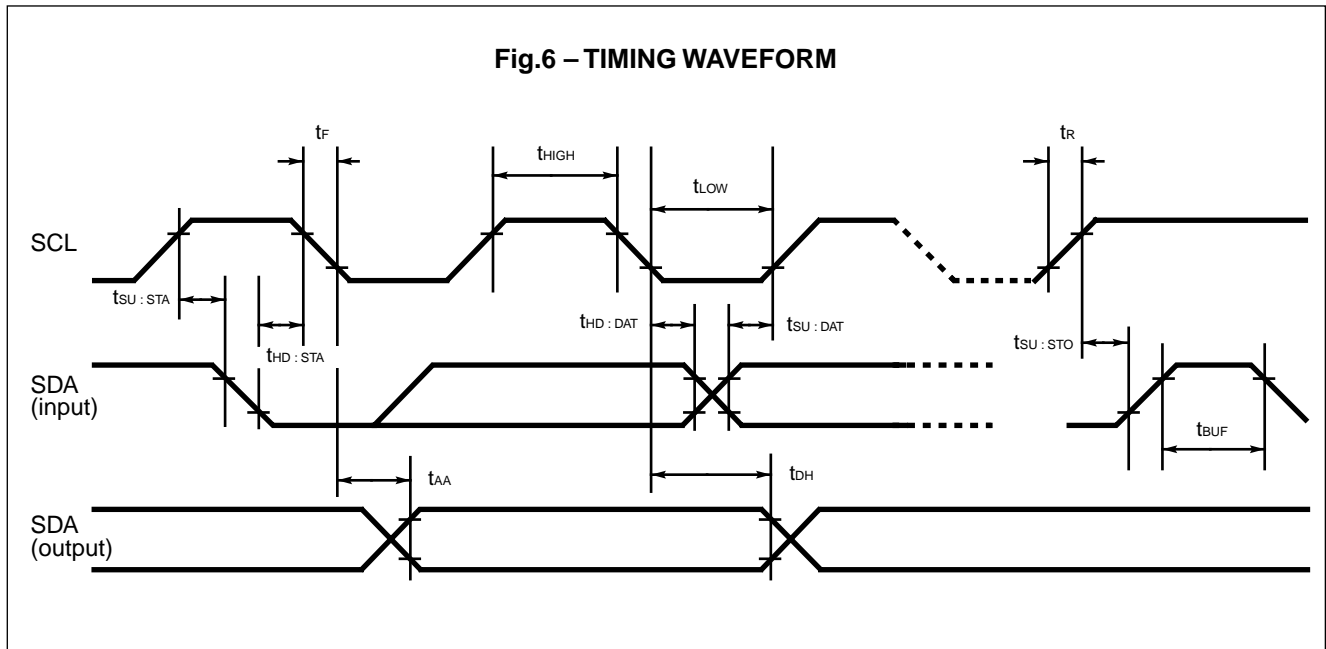 Fig.6 – TIMING WAVEFORM
tF
tHIGH
tLOW
tR
SCL
tSU : STA
tHD : STA
tHD : DAT
tSU : DAT
tSU : STO
SDA
(input)
tBUF
tAA
tDH
SDA
(output)